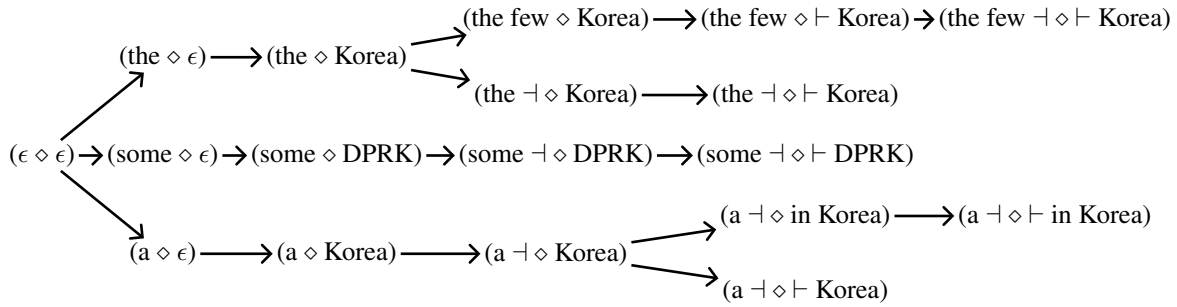 (the few ⋄ Korea) (the few ⋄ ⊢ Korea) (the few ⊣ ⋄ ⊢ Korea)
(the ⋄ ϵ) (the ⋄ Korea)
(the ⊣ ⋄ Korea) (the ⊣ ⋄ ⊢ Korea)
(ϵ ⋄ ϵ) (some ⋄ ϵ) (some ⋄ DPRK) (some ⊣ ⋄ DPRK) (some ⊣ ⋄ ⊢ DPRK)
(a ⊣ ⋄ in Korea) (a ⊣ ⋄ ⊢ in Korea)
(a ⋄ ϵ) (a ⋄ Korea) (a ⊣ ⋄ Korea)
(a ⊣ ⋄ ⊢ Korea)